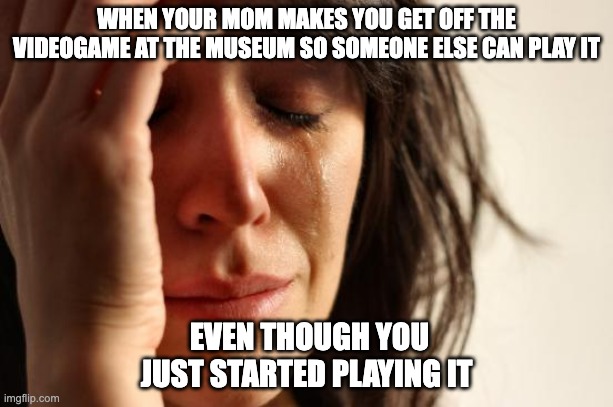 WHEN YOUR MOM MAKES YOU GET OFF THE
VIDEOGAME AT THE MUSEUM SO SOMEONE ELSE CAN PLAY IT
EVEN THOUGH YOU
JUST STARTED PLAYING IT
imgflip.com